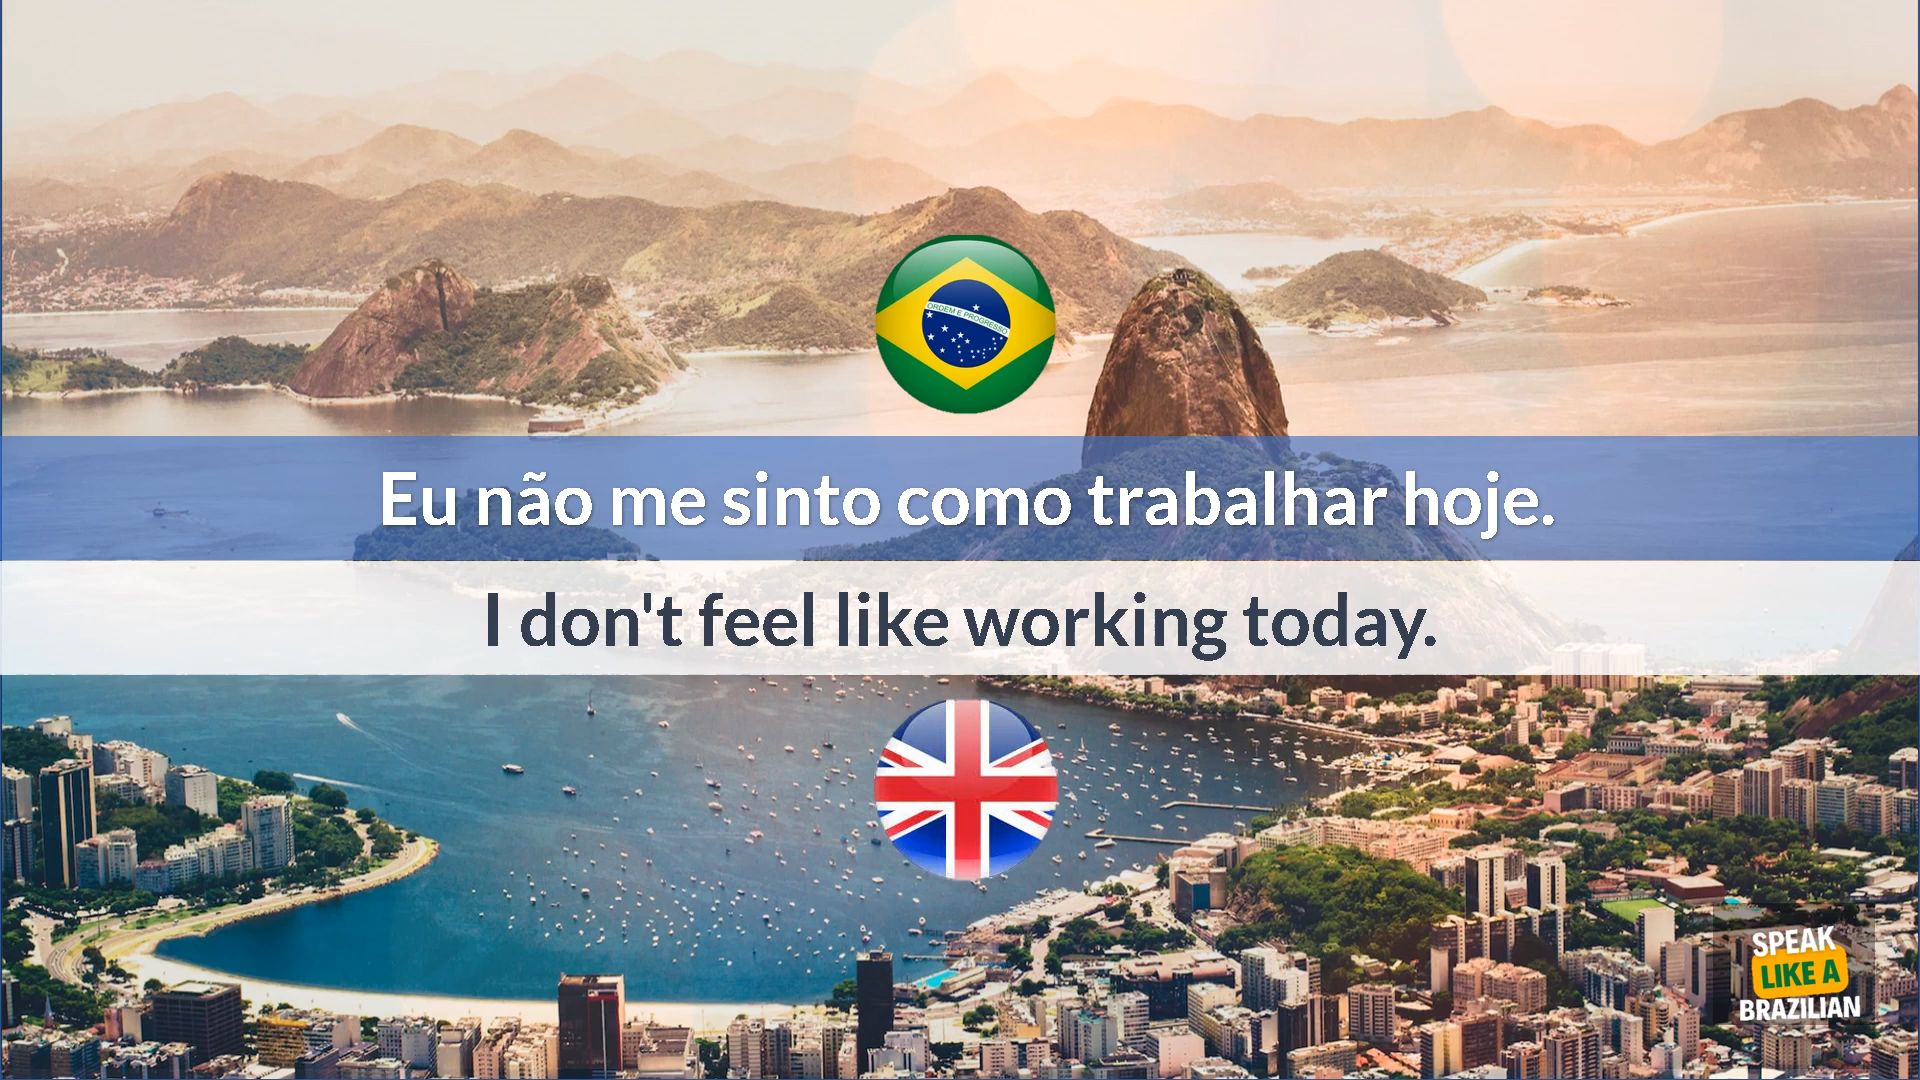 ORDEM E PROGRESSO
Eu não me sinto como trabalhar hoje.
I don't feel like working today.
SPEAK
LIKE A
BRAZILIAN